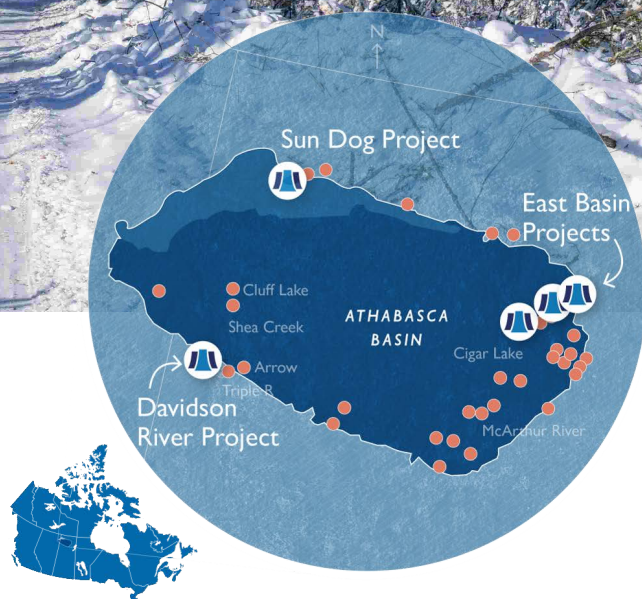 N
Sun Dog Project
East Basin
Projects
Cluff Lake
Shea Creek
ATHABASCA
BASIN
Cigar Lake
Arrow
Triple R
Davidson
River Project
McArthur River